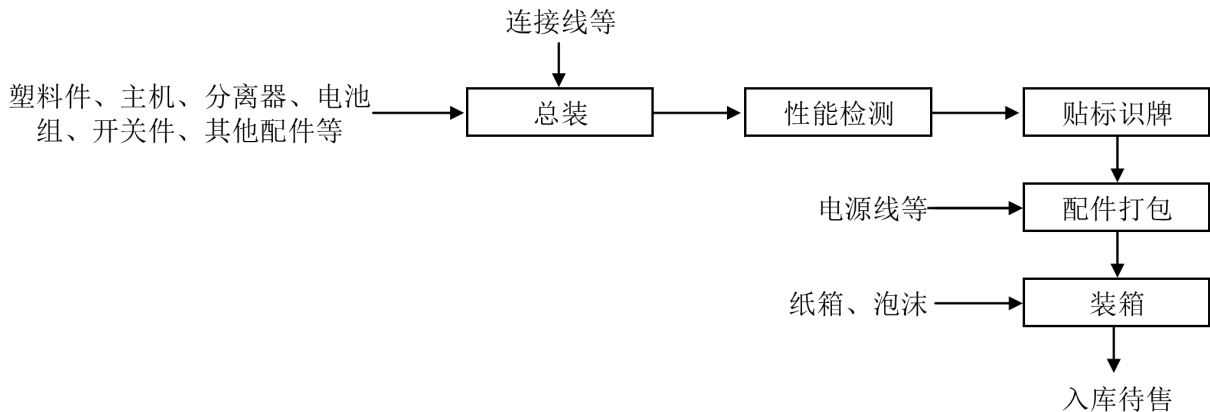 连接线等
塑料件、主机、分离器、电池
组、开关件、其他配件等
总装
性能检测
贴标识牌
电源线等
配件打包
纸箱、泡沫
装箱
入库待售